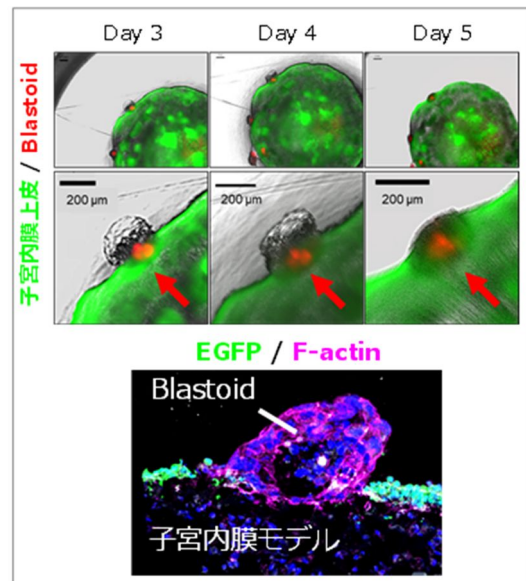 Day 3 Day 4 Day 5
子宮内膜上皮 / Blastoid
200 μm 200 μm 200 μm
EGFP / F-actin
Blastoid
子宮内膜モデル